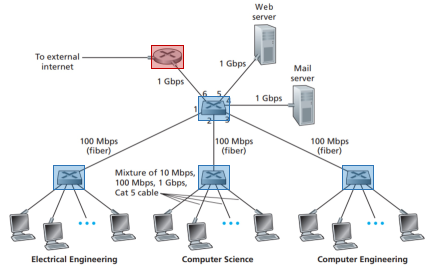 Web
server
To external
internet
1 Gbps
Mail
server
1 Gbps
6 5
4
1 Gbps
1
2 3
100 Mbps
(fiber)
100 Mbps
(fiber)
100 Mbps
(fiber)
Mixture of 10 Mbps,
100 Mbps, 1 Gbps,
Cat 5 cable
Electrical Engineering
Computer Science
Computer Engineering